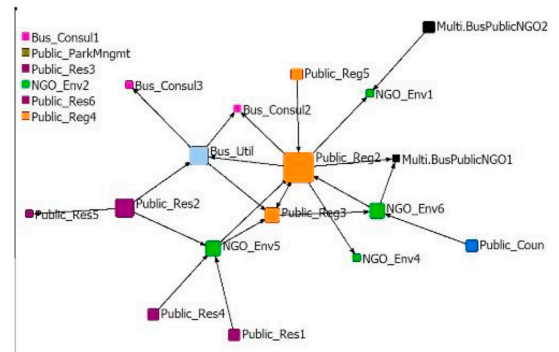 Bus_Consul1
Public_ParkMngmt
Public_Res3
NGO_Env2
Public_Res6
Public_Reg4
Multi.BusPublicNGO2
Public_Reg5
Bus_Consul3
NGO_Env1
Bus_Consul2
Bus_Util
Public_Reg2
Multi.BusPublicNGO1
Public_Res2
Public_Res5
Public_Reg3
NGO_Env6
NGO_Env5
Public_Coun
NGO_Env4
Public_Res4
Public_Res1